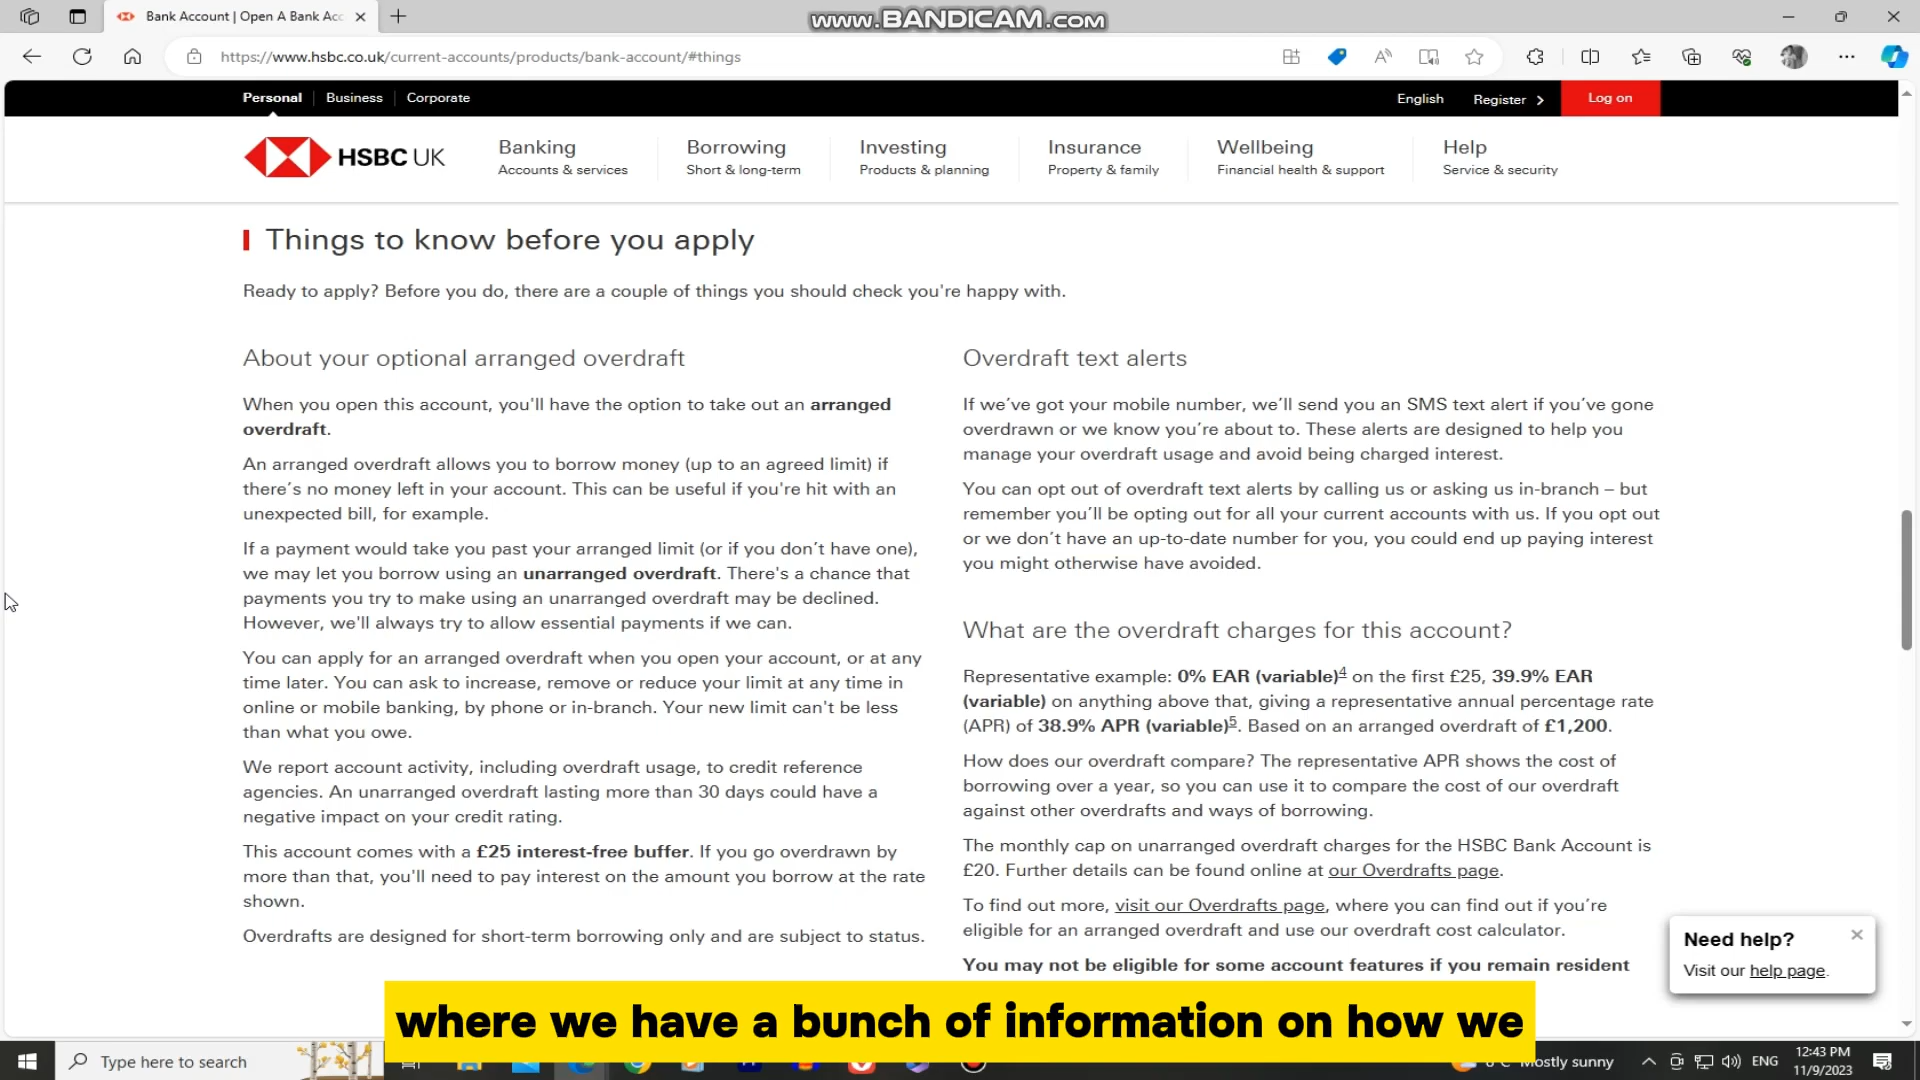 Bank Account | Open A Bank Acc
www.BANDICAM.com
https://www.hsbc.co.uk/current-accounts/products/bank-account/#things
Personal
Business
Corporate
English
Register
Log on
HSBC UK
Banking
Accounts & services
Borrowing
Short & long-term
Investing
Products & planning
Insurance
Property & family
Wellbeing
Financial health & support
Help
Service & security
Things to know before you apply
Ready to apply? Before you do, there are a couple of things you should check you're happy with.
About your optional arranged overdraft
When you open this account, you'll have the option to take out an arranged
overdraft.
An arranged overdraft allows you to borrow money (up to an agreed limit) if
there's no money left in your account. This can be useful if you're hit with an
unexpected bill, for example.
If a payment would take you past your arranged limit (or if you don't have one),
we may let you borrow using an unarranged overdraft. There's a chance that
payments you try to make using an unarranged overdraft may be declined.
However, we'll always try to allow essential payments if we can.
You can apply for an arranged overdraft when you open your account, or at any
time later. You can ask to increase, remove or reduce your limit at any time in
online or mobile banking, by phone or in-branch. Your new limit can't be less
than what you owe.
We report account activity, including overdraft usage, to credit reference
agencies. An unarranged overdraft lasting more than 30 days could have a
negative impact on your credit rating.
This account comes with a £25 interest-free buffer. If you go overdrawn by
more than that, you'll need to pay interest on the amount you borrow at the rate
shown.
Overdrafts are designed for short-term borrowing only and are subject to status.
Overdraft text alerts
If we've got your mobile number, we'll send you an SMS text alert if you've gone
overdrawn or we know you're about to. These alerts are designed to help you
manage your overdraft usage and avoid being charged interest.
You can opt out of overdraft text alerts by calling us or asking us in-branch – but
remember you'll be opting out for all your current accounts with us. If you opt out
or we don't have an up-to-date number for you, you could end up paying interest
you might otherwise have avoided.
What are the overdraft charges for this account?
Representative example: 0% EAR (variable)4 on the first £25, 39.9% EAR
(variable) on anything above that, giving a representative annual percentage rate
(APR) of 38.9% APR (variable)5. Based on an arranged overdraft of £1,200.
How does our overdraft compare? The representative APR shows the cost of
borrowing over a year, so you can use it to compare the cost of our overdraft
against other overdrafts and ways of borrowing.
The monthly cap on unarranged overdraft charges for the HSBC Bank Account is
£20. Further details can be found online at our Overdrafts page.
To find out more, visit our Overdrafts page, where you can find out if you're
eligible for an arranged overdraft and use our overdraft cost calculator.
You may not be eligible for some account features if you remain resident
Need help?
Visit our help page.
where we have a bunch of information on how we
Type here to search
Mostly sunny
ENG
12:43 PM
11/9/2023